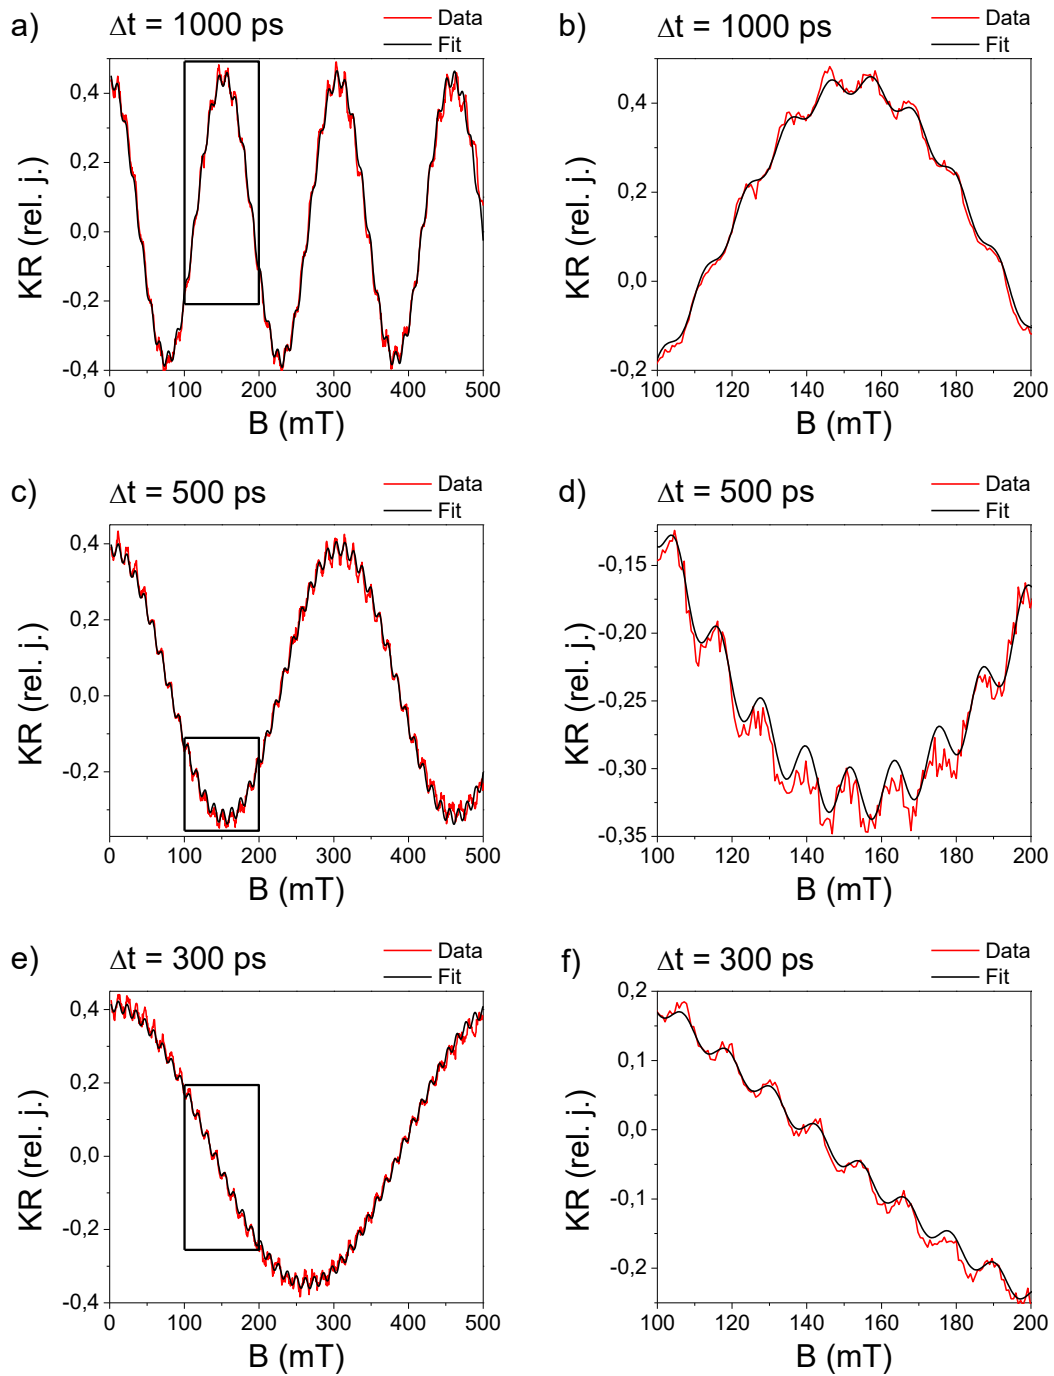 a) Δt = 1000 ps
Data
Fit
KR (rel. j.)
0,4
0,2
0,0
-0,2
-0,4
0 100 200 300 400 500
B (mT)
b) Δt = 1000 ps
Data
Fit
KR (rel. j.)
0,4
0,2
0,0
-0,2
100 120 140 160 180 200
B (mT)
c) Δt = 500 ps
Data
Fit
KR (rel. j.)
0,4
0,2
0,0
-0,2
0 100 200 300 400 500
B (mT)
d) Δt = 500 ps
Data
Fit
KR (rel. j.)
-0,15
-0,20
-0,25
-0,30
-0,35
100 120 140 160 180 200
B (mT)
e) Δt = 300 ps
Data
Fit
KR (rel. j.)
0,4
0,2
0,0
-0,2
-0,4
0 100 200 300 400 500
B (mT)
f) Δt = 300 ps
Data
Fit
KR (rel. j.)
0,2
0,1
0,0
-0,1
-0,2
100 120 140 160 180 200
B (mT)